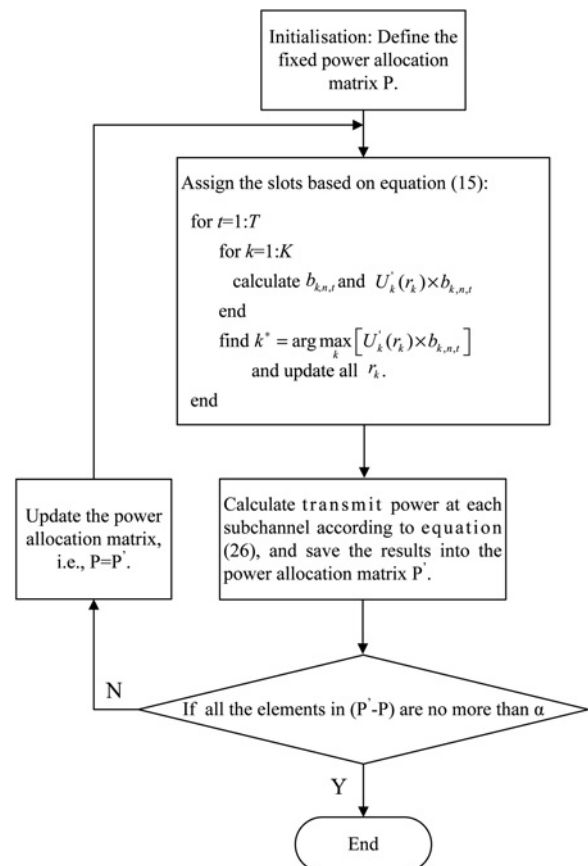 Initialisation: Define the
fixed power allocation
matrix P.
Assign the slots based on equation (15):
for t=1:T
for k=1:K
calculate b_{k,n,t} and U_k^'(r_k)×b_{k,n,t}
end
find k^* = arg max_k [U_k^'(r_k)×b_{k,n,t}]
and update all r_k.
end
Update the power
allocation matrix,
i.e., P=P'.
Calculate transmit power at each
subchannel according to equation
(26), and save the results into the
power allocation matrix P'.
N
If all the elements in (P'-P) are no more than α
Y
End